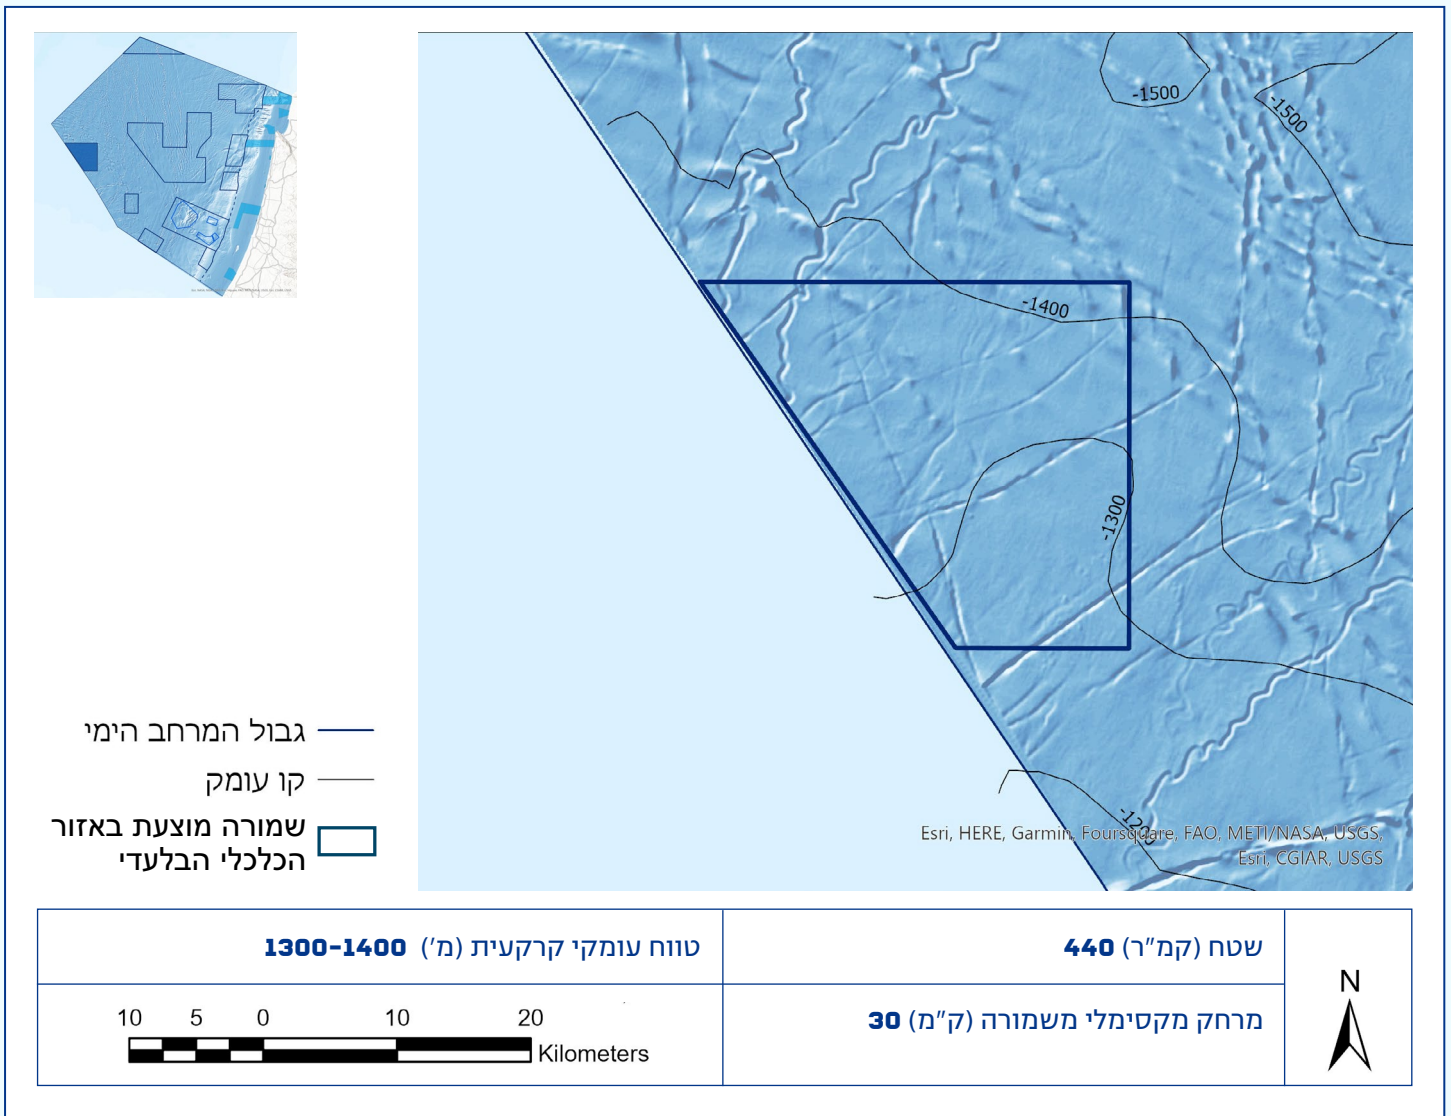 -1500
-1500
-1400
-1300
-1200
Esri, HERE, Garmin, Foursquare, FAO, METI/NASA, USGS,
Esri, CGIAR, USGS
גבול המרחב הימי
קו עומק
שמורה מוצעת באזור
הכלכלי הבלעדי
שטח (קמ"ר) 440
טווח עומקי קרקעית (מ') 1300-1400
מרחק מקסימלי משמורה (ק"מ) 30
10 5 0 10 20
Kilometers
N